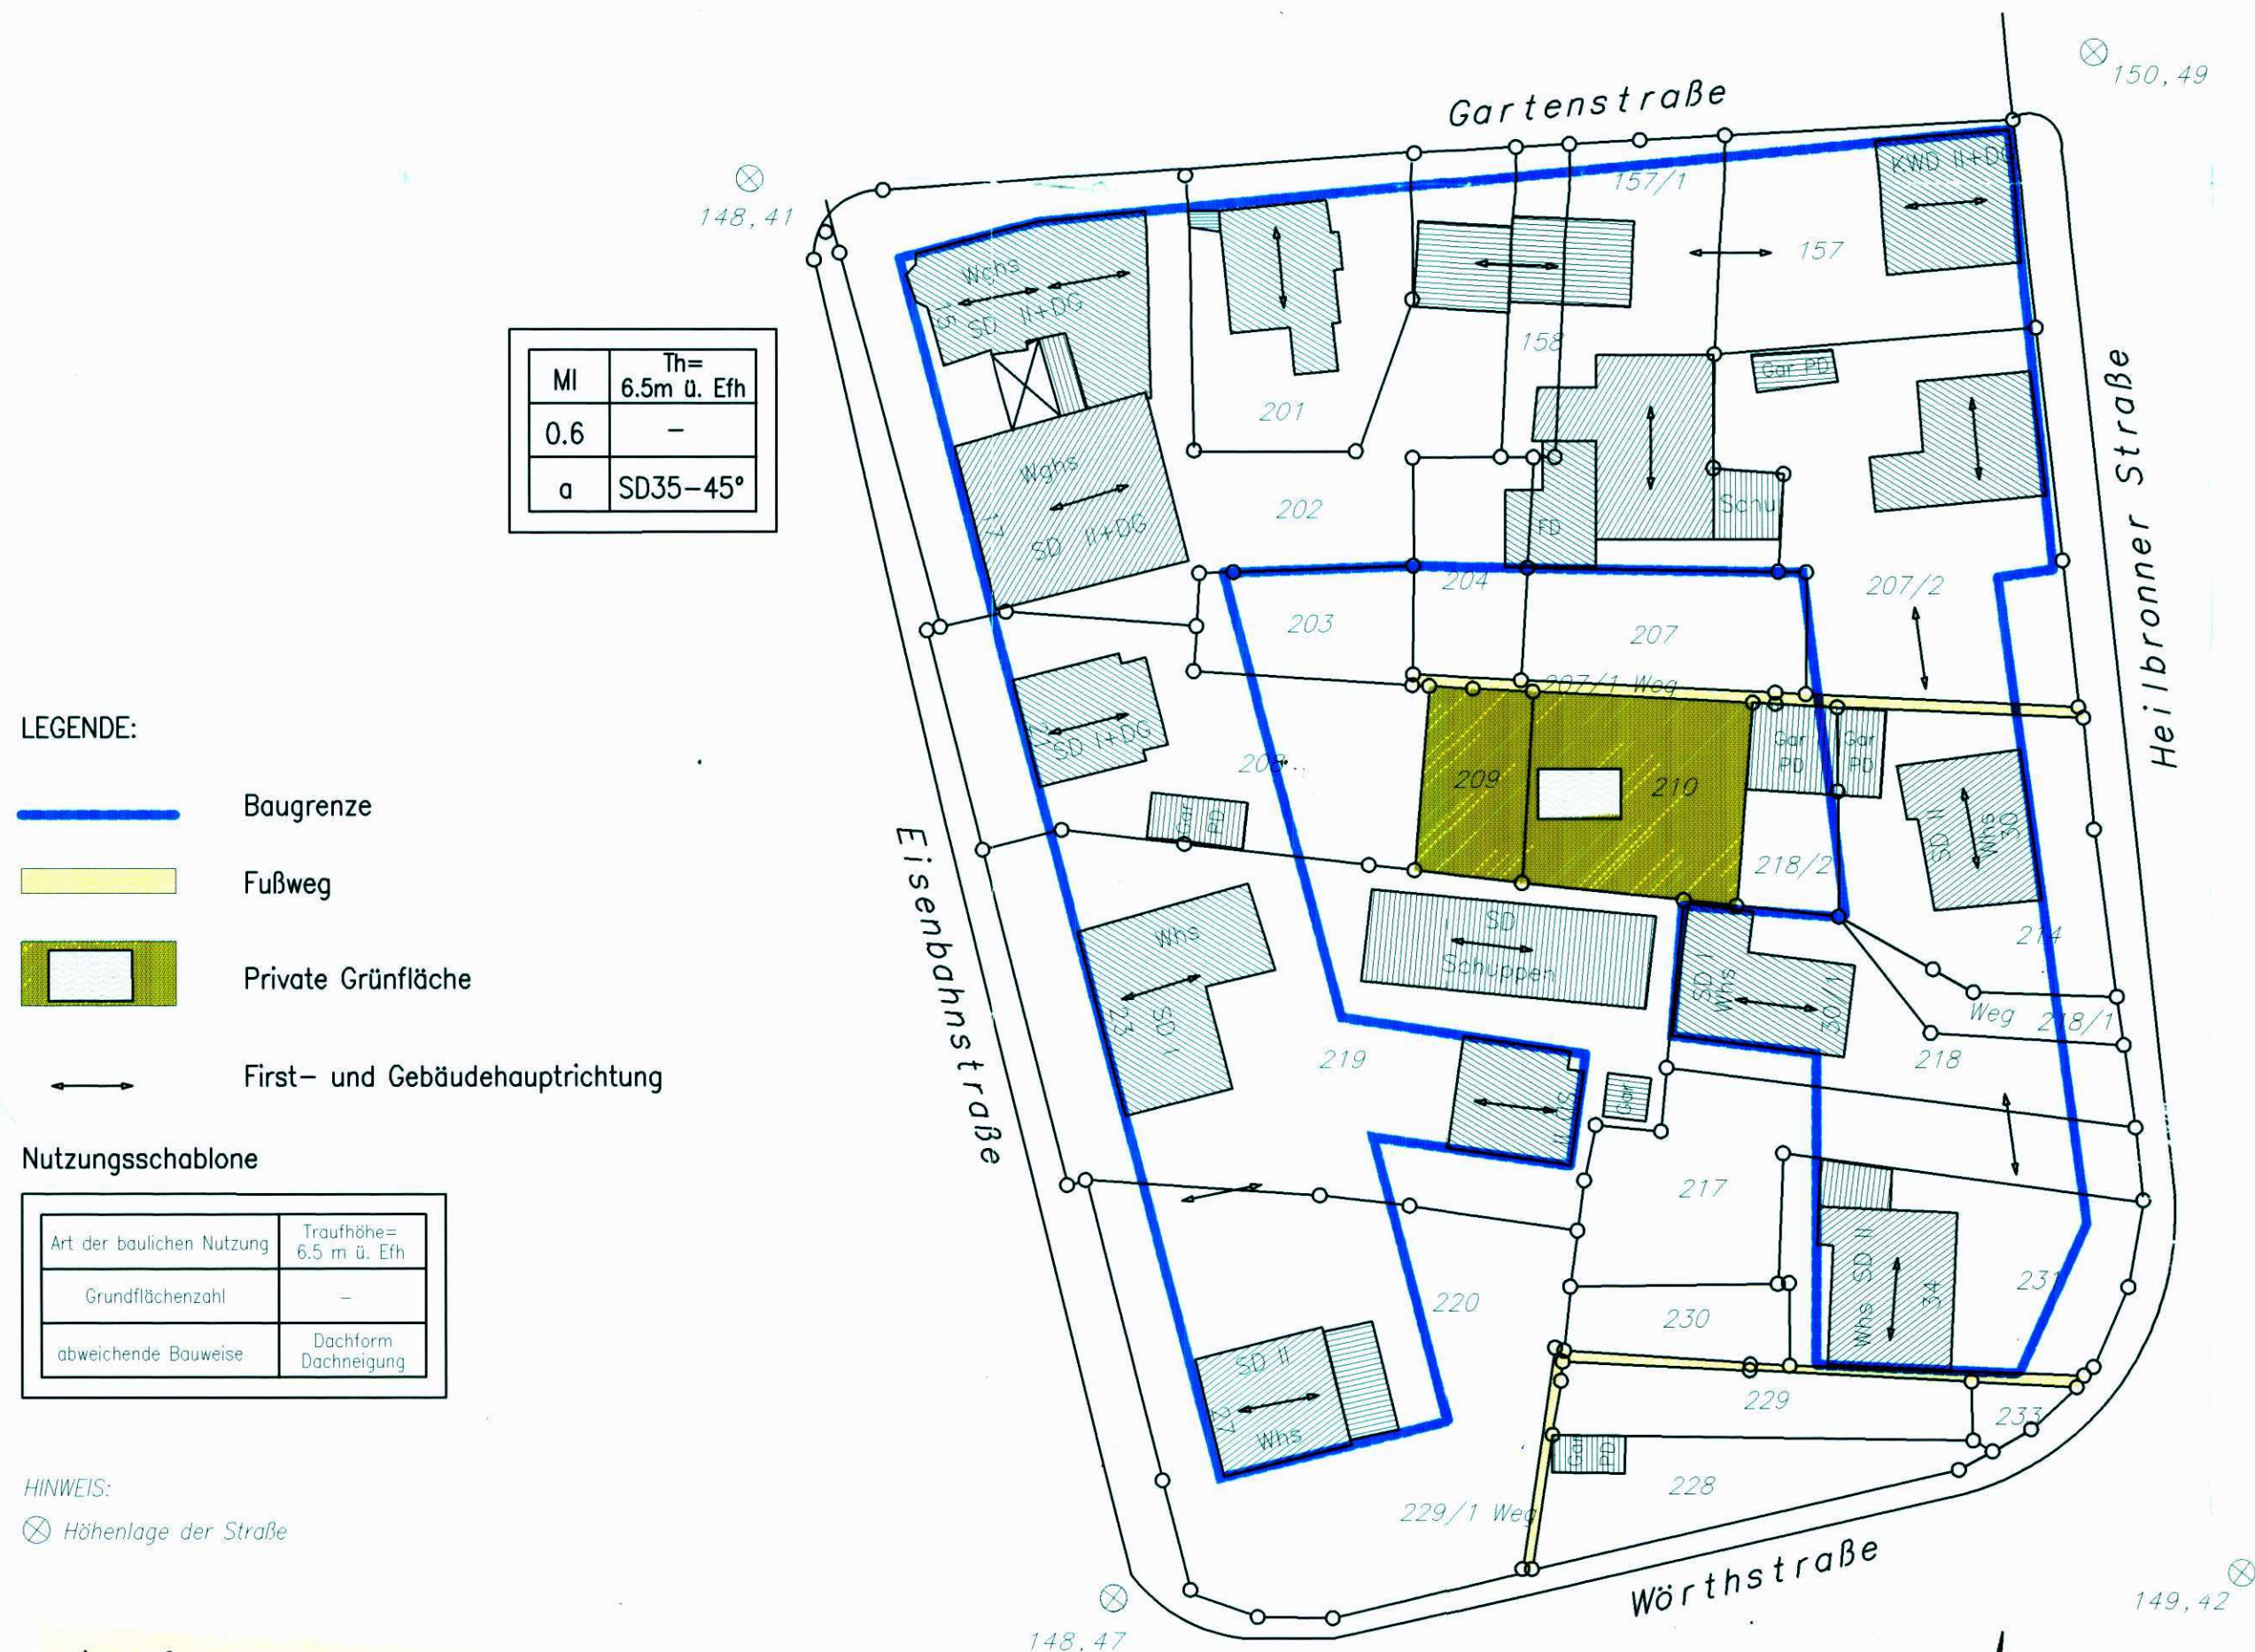 Gartenstraße
150,49
148,41
157/1
KWD II+DG
157
Wghs
15
SD II+DG
158
Gar PD
MI
Th=
6.5m ü. Efh
0.6
–
a
SD35–45°
201
Heilbronner Straße
Wghs
17
SD II+DG
202
FD
Schu
204
207/2
203
207
207/1 Weg
SD I+DG
208
209
210
Gar
PD
Gar
PD
LEGENDE:
Baugrenze
Fußweg
Private Grünfläche
First– und Gebäudehauptrichtung
Gar
PD
SD II
Whs
30
218/2
Eisenbahnstraße
Whs
23
SD I
I SD
Schuppen
SD I
Whs
30/1
214
Weg 218/1
219
218
Gar
217
Nutzungsschablone
Art der baulichen Nutzung
Traufhöhe=
6.5 m ü. Efh
Grundflächenzahl
–
abweichende Bauweise
Dachform
Dachneigung
220
230
Whs SD II
34
231
SD II
27
Whs
229
233
Gar
PD
228
229/1 Weg
HINWEIS:
Höhenlage der Straße
Wörthstraße
149,42
148,47